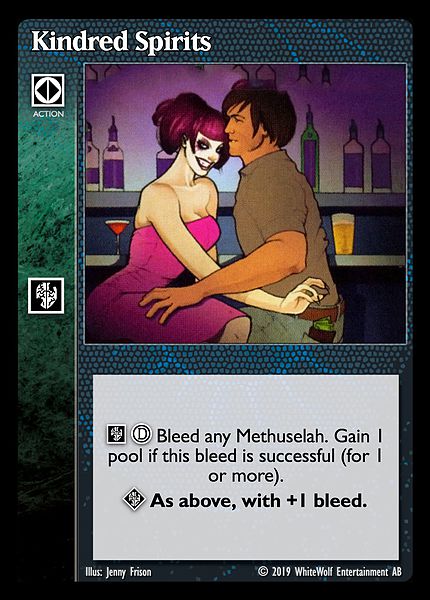 Kindred Spirits
ACTION
D Bleed any Methuselah. Gain 1
pool if this bleed is successful (for 1
or more).
As above, with +1 bleed.
Illus: Jenny Frison
© 2019 WhiteWolf Entertainment AB